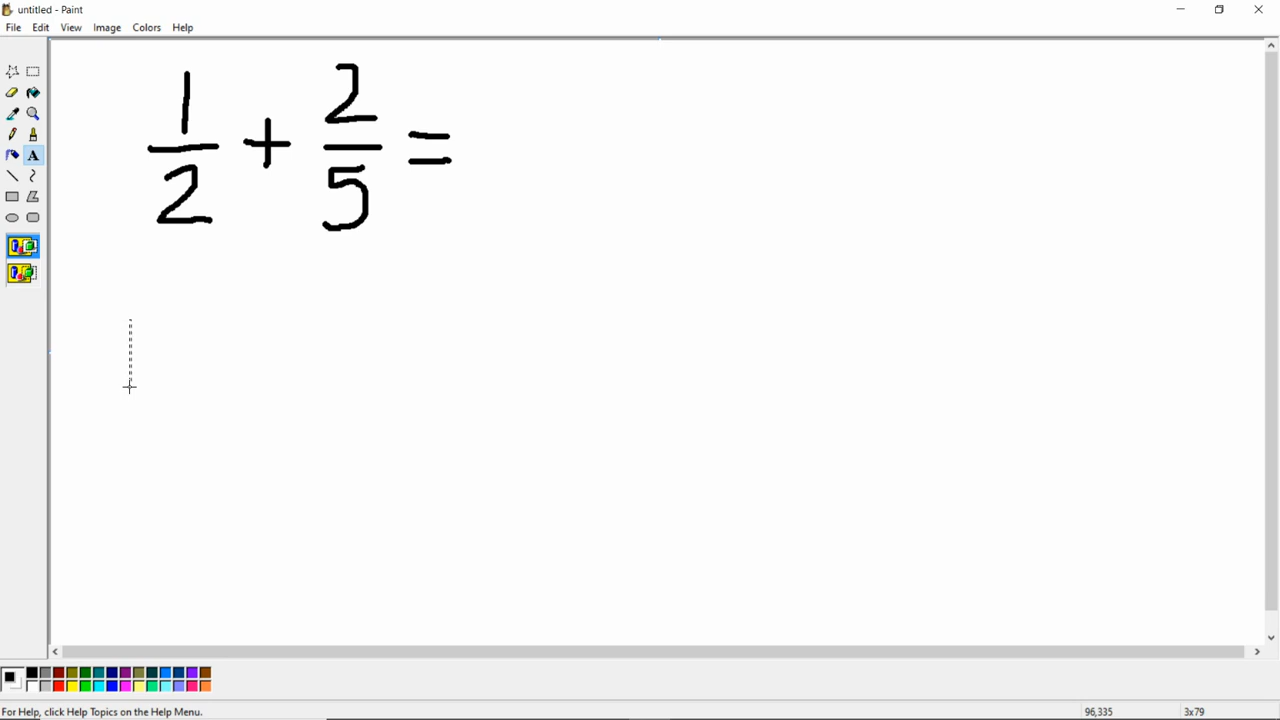 untitled - Paint
File Edit View Image Colors Help
1/2 + 2/5 =
A
For Help, click Help Topics on the Help Menu. 96,335 3x79